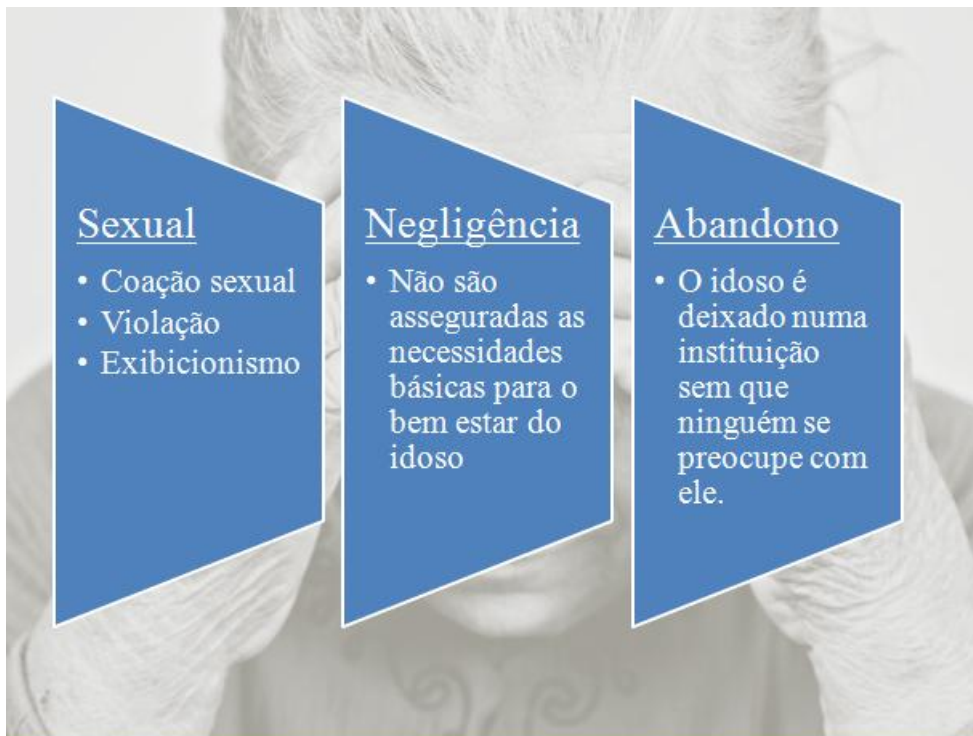 Sexual
• Coação sexual
• Violação
• Exibicionismo
Negligência
• Não são
asseguradas as
necessidades
básicas para o
bem estar do
idoso
Abandono
• O idoso é
deixado numa
instituição
sem que
ninguém se
preocupe com
ele.